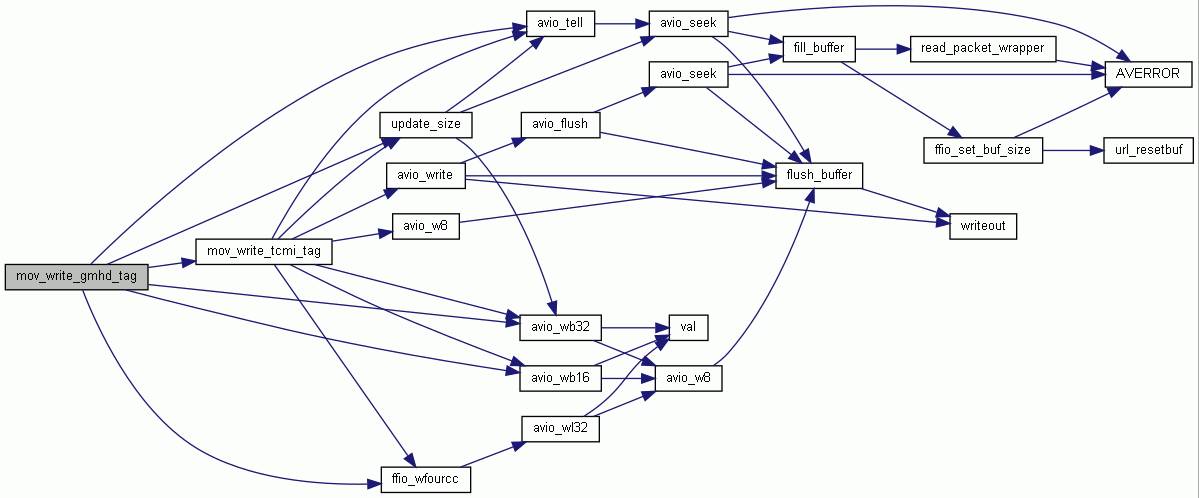 avio_tell
avio_seek
fill_buffer
read_packet_wrapper
avio_seek
AVERROR
update_size
avio_flush
ffio_set_buf_size
url_resetbuf
avio_write
flush_buffer
avio_w8
writeout
mov_write_tcmi_tag
mov_write_gmhd_tag
avio_wb32
val
avio_wb16
avio_w8
avio_wl32
ffio_wfourcc